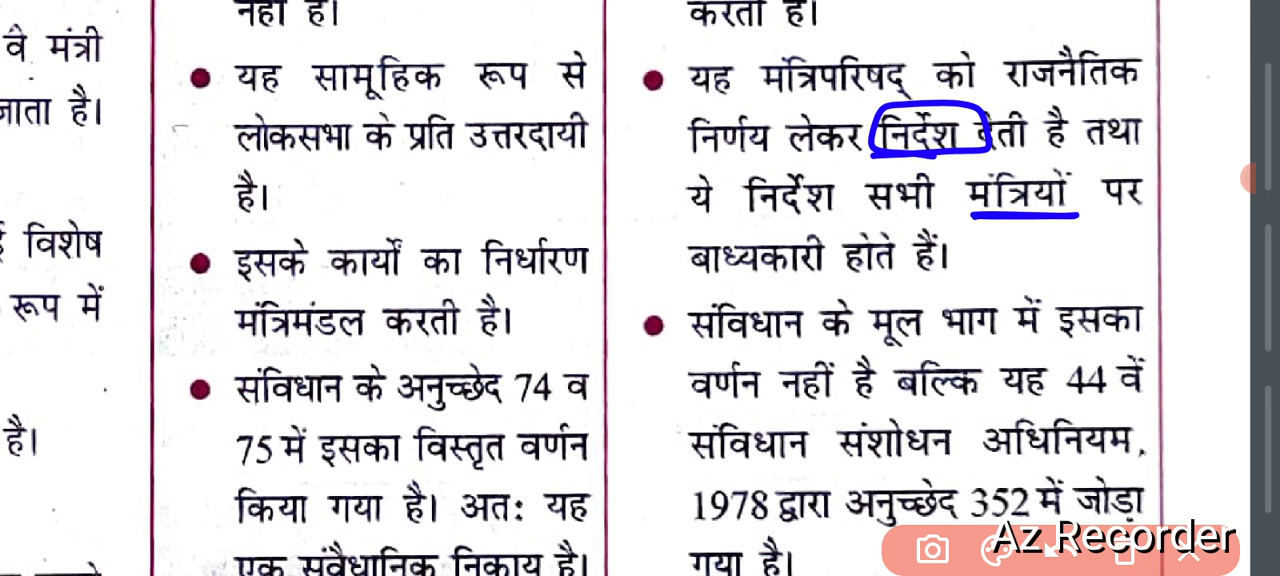 वे मंत्री
जाता है।
विशेष
रूप में
है।
नहीं है।
● यह सामूहिक रूप से
लोकसभा के प्रति उत्तरदायी
है।
● इसके कार्यों का निर्धारण
मंत्रिमंडल करती है।
● संविधान के अनुच्छेद 74 व
75 में इसका विस्तृत वर्णन
किया गया है। अतः यह
एक संवैधानिक निकाय है।
करता है।
● यह मंत्रिपरिषद् को राजनैतिक
निर्णय लेकर निर्देश देती है तथा
ये निर्देश सभी मंत्रियों पर
बाध्यकारी होते हैं।
● संविधान के मूल भाग में इसका
वर्णन नहीं है बल्कि यह 44 वें
संविधान संशोधन अधिनियम,
1978 द्वारा अनुच्छेद 352 में जोड़ा
गया है।
Az Recorder